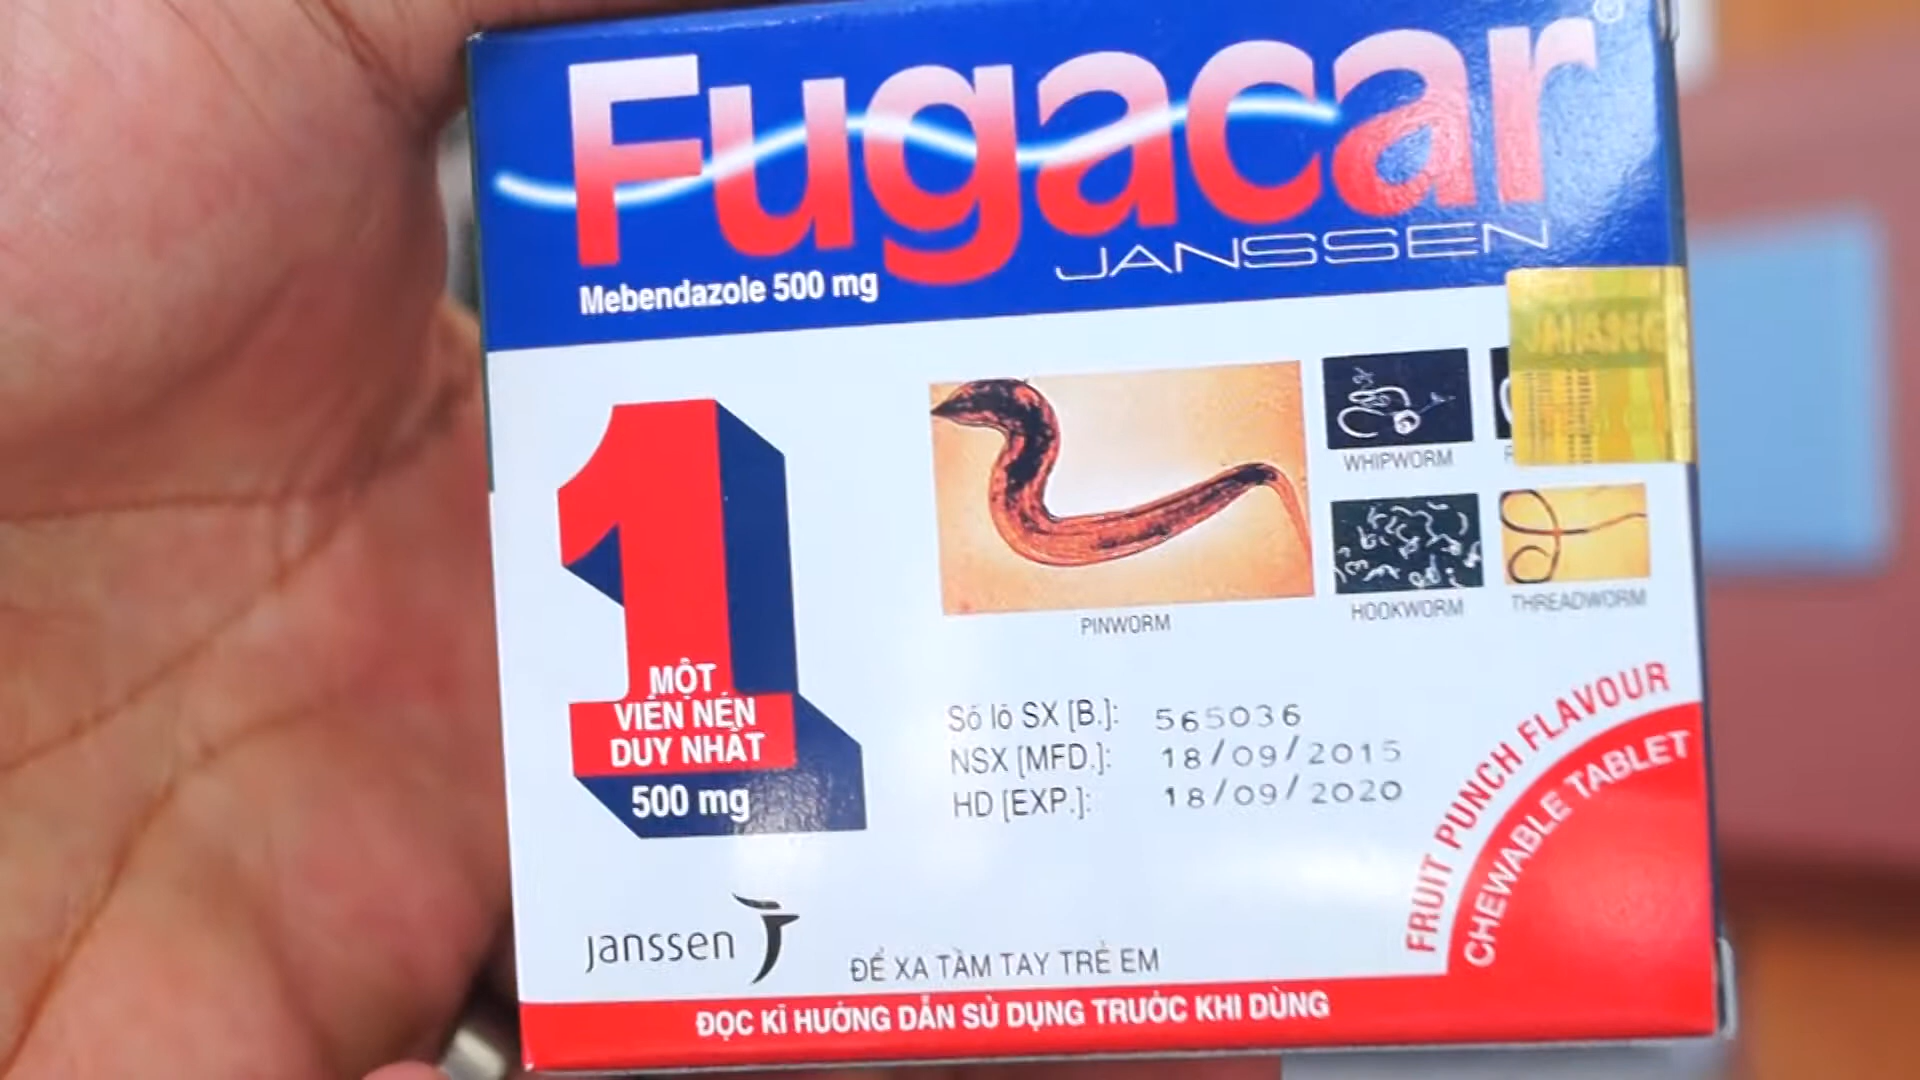 Fugacar®
JANSSEN
Mebendazole 500 mg
WHIPWORM
PINWORM
HOOKWORM
THREADWORM
1
MỘT
VIÊN NÉN
DUY NHẤT
500 mg
Số lô SX [B.]: 565036
NSX [MFD.]: 18/09/2015
HD [EXP.]: 18/09/2020
FRUIT PUNCH FLAVOUR
CHEWABLE TABLET
janssen
ĐỂ XA TẦM TAY TRẺ EM
ĐỌC KĨ HƯỚNG DẪN SỬ DỤNG TRƯỚC KHI DÙNG